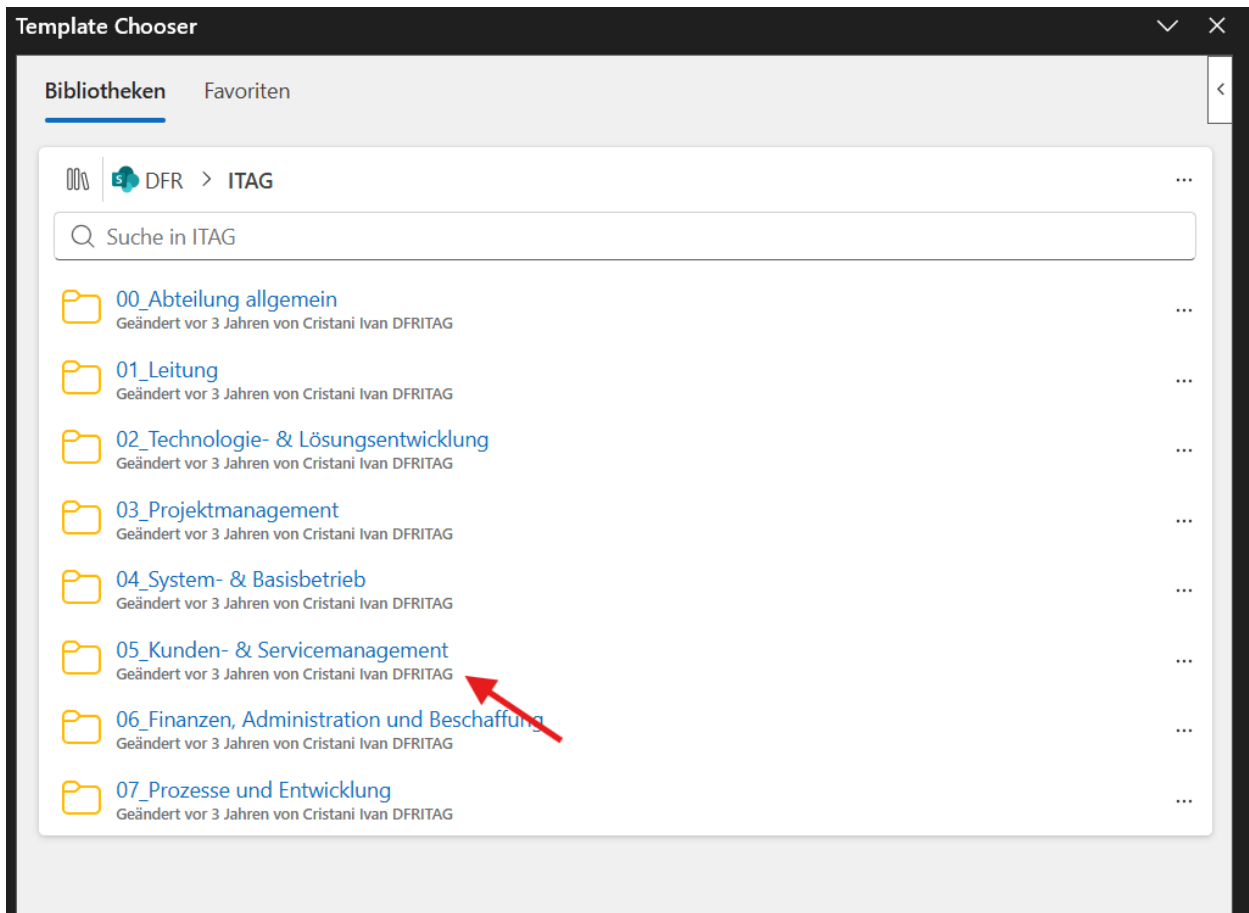 Template Chooser
Bibliotheken Favoriten
DFR > ITAG
Suche in ITAG
00_Abteilung allgemein
Geändert vor 3 Jahren von Cristani Ivan DFRITAG
01_Leitung
Geändert vor 3 Jahren von Cristani Ivan DFRITAG
02_Technologie- & Lösungsentwicklung
Geändert vor 3 Jahren von Cristani Ivan DFRITAG
03_Projektmanagement
Geändert vor 3 Jahren von Cristani Ivan DFRITAG
04_System- & Basisbetrieb
Geändert vor 3 Jahren von Cristani Ivan DFRITAG
05_Kunden- & Servicemanagement
Geändert vor 3 Jahren von Cristani Ivan DFRITAG
06_Finanzen, Administration und Beschaffung
Geändert vor 3 Jahren von Cristani Ivan DFRITAG
07_Prozesse und Entwicklung
Geändert vor 3 Jahren von Cristani Ivan DFRITAG